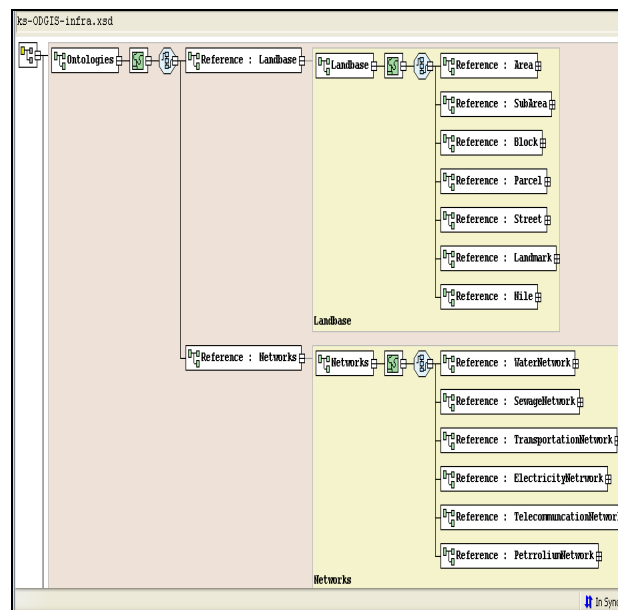 ks-ODGIS-infra.xsd
Ontologies
Reference : Landbase
Landbase
Reference : Area
Reference : SubArea
Reference : Block
Reference : Parcel
Reference : Street
Reference : Landmark
Reference : Nile
Landbase
Reference : Networks
Networks
Reference : WaterNetwork
Reference : SewageNetwork
Reference : TransportationNetwork
Reference : ElectricityNetrwork
Reference : TelecommuncationNetwor
Reference : PetrroliumNetwork
Networks
In Sync